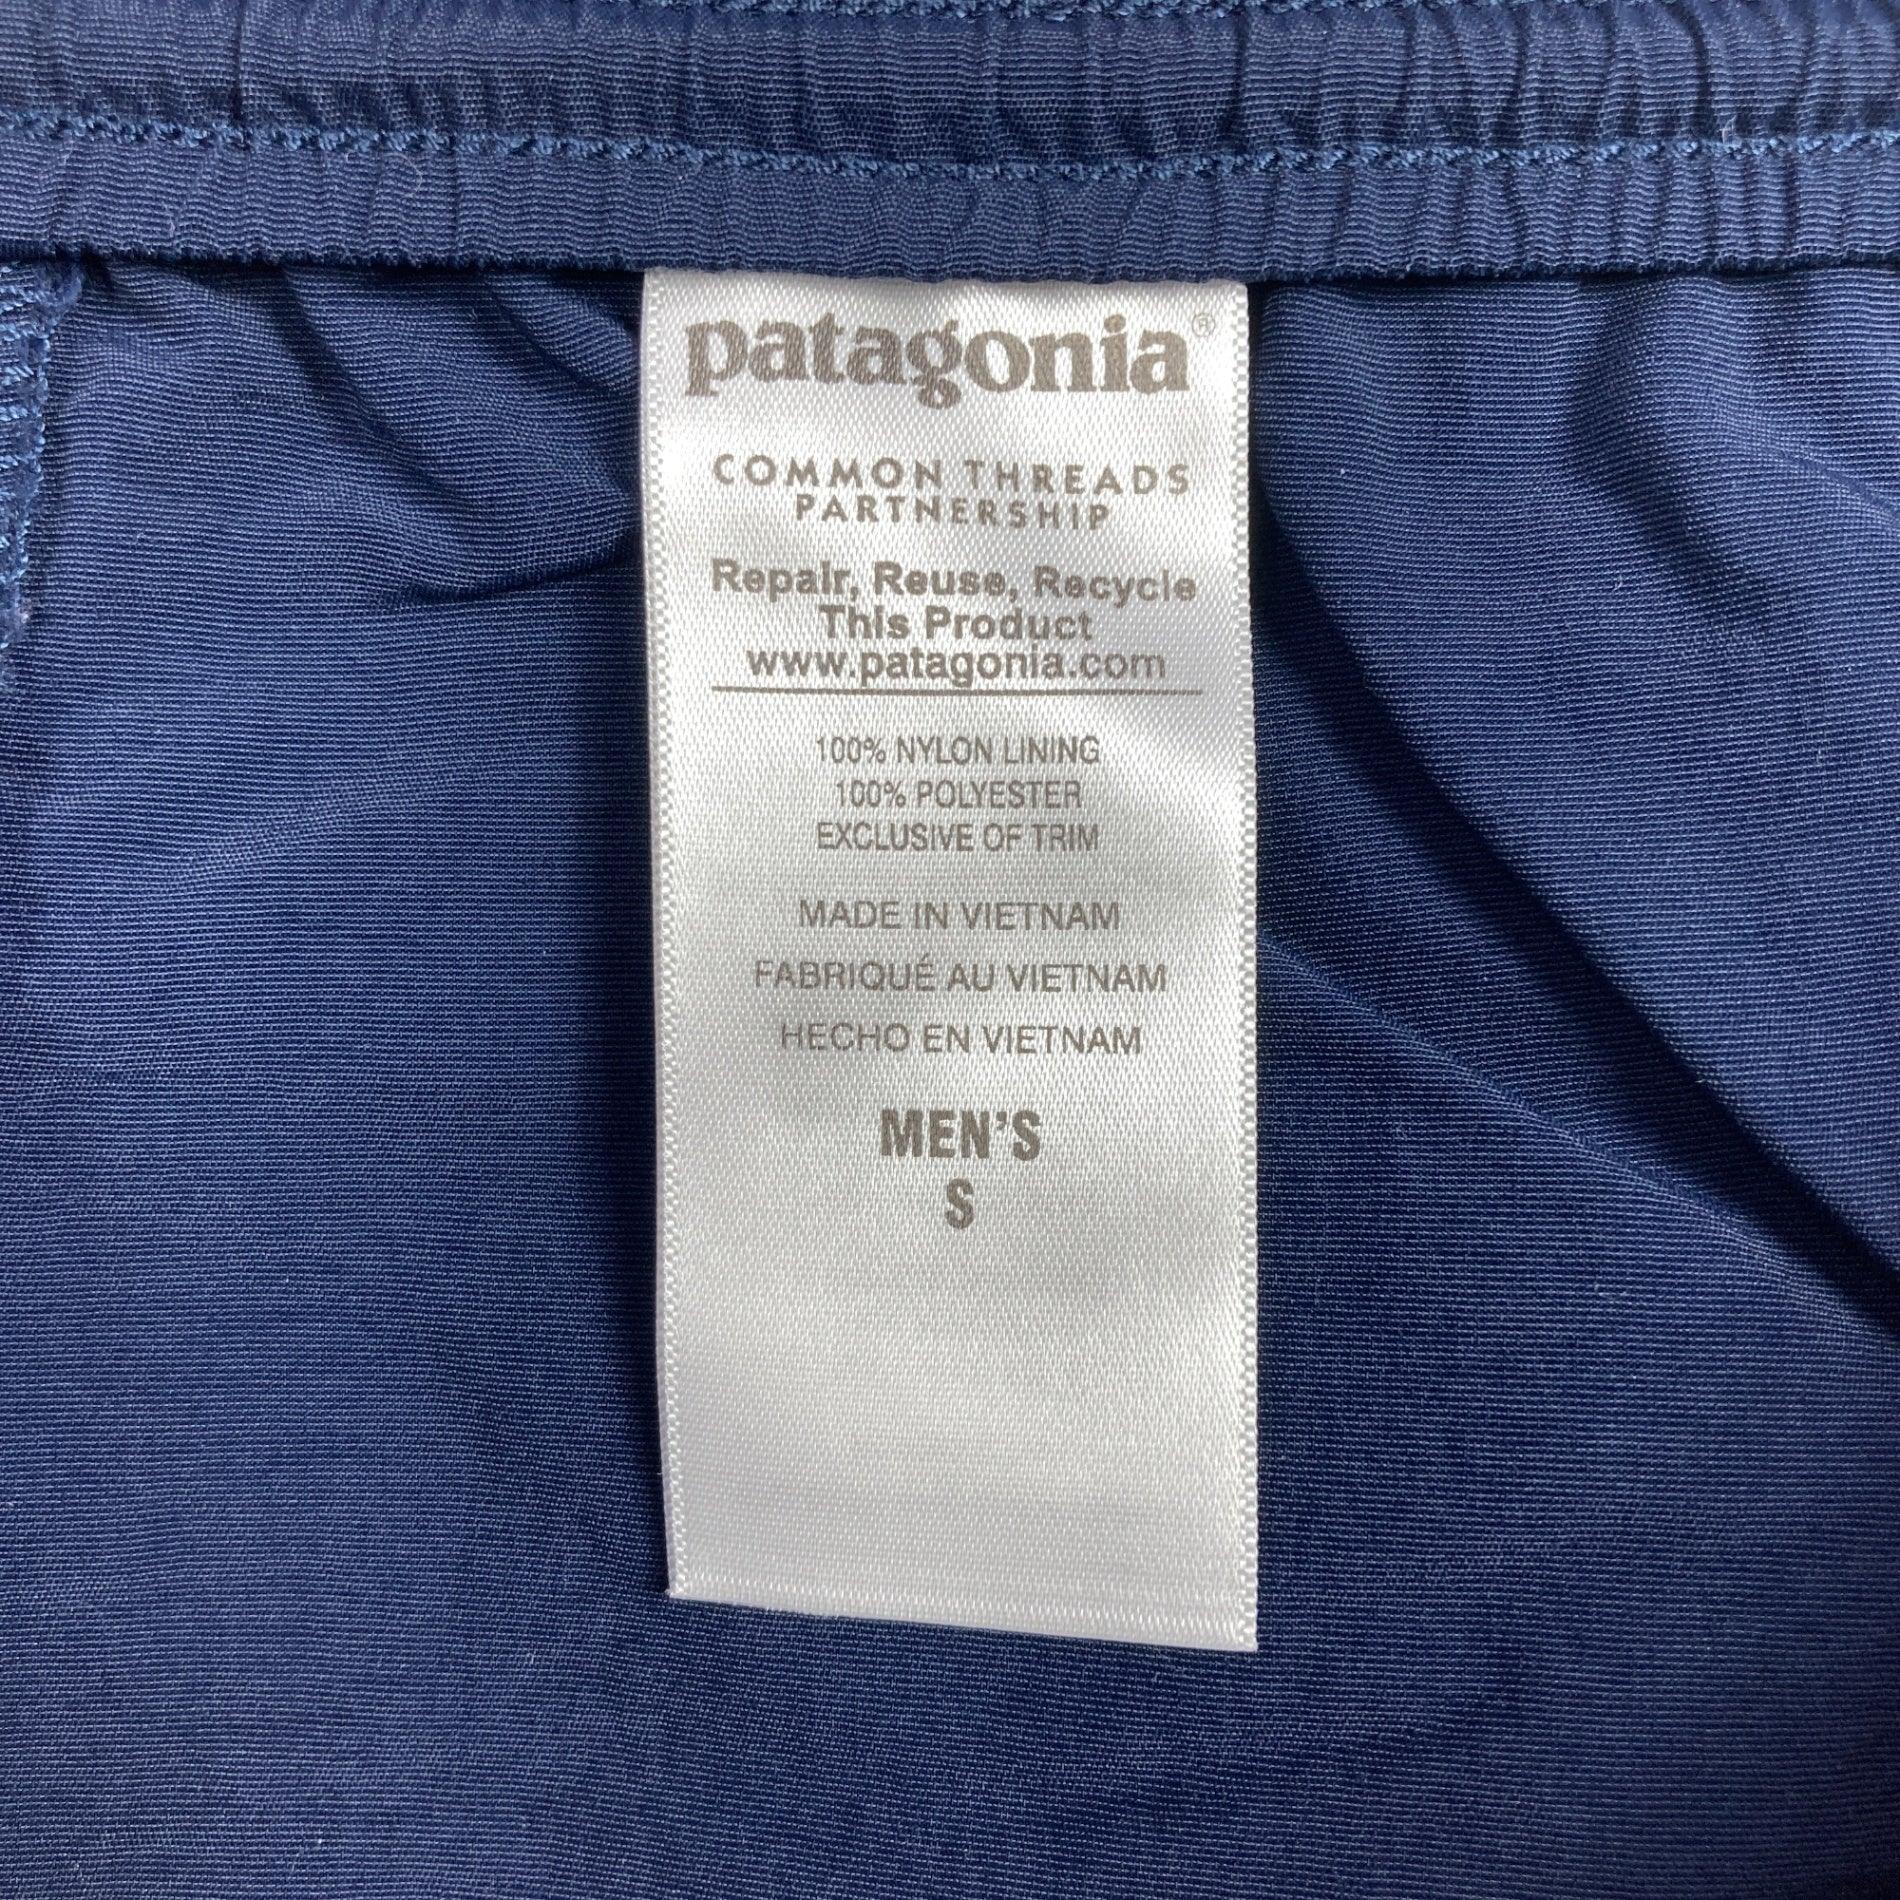 patagonia®
COMMON THREADS
PARTNERSHIP
Repair, Reuse, Recycle
This Product
www.patagonia.com
100% NYLON LINING
100% POLYESTER
EXCLUSIVE OF TRIM
MADE IN VIETNAM
FABRIQUÉ AU VIETNAM
HECHO EN VIETNAM
MEN'S
S